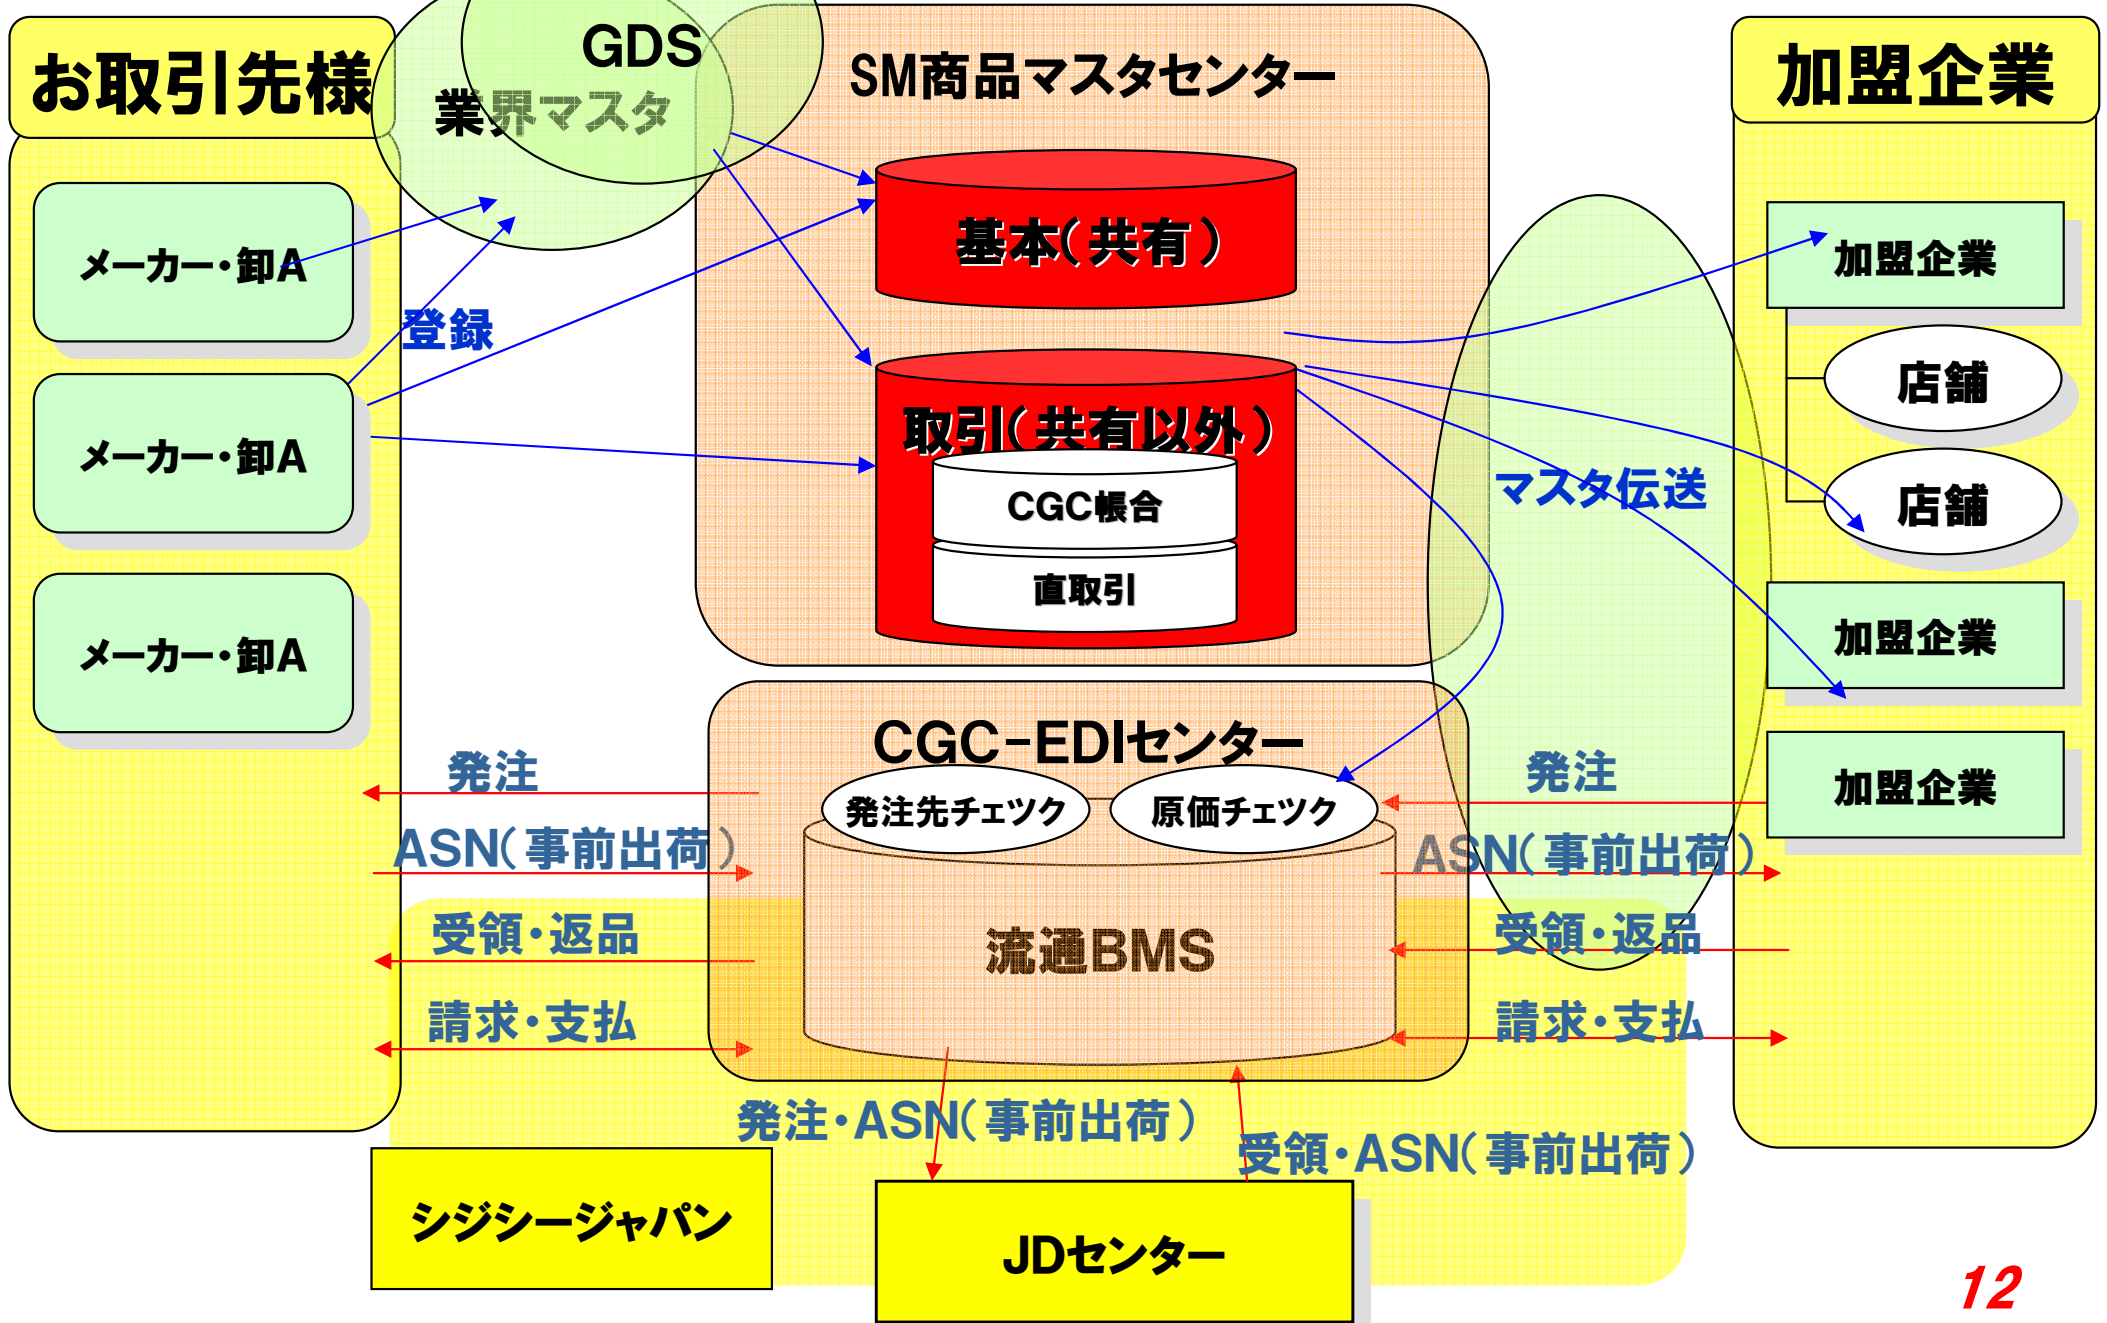 お取引先様
GDS
業界マスタ
SM商品マスタセンター
加盟企業
メーカー・卸A
基本(共有)
加盟企業
登録
店舗
メーカー・卸A
取引(共有以外)
CGC帳合
直取引
マスタ伝送
店舗
メーカー・卸A
加盟企業
CGC-EDIセンター
発注
発注先チェツク
原価チェツク
発注
加盟企業
ASN(事前出荷)
ASN(事前出荷)
受領・返品
流通BMS
受領・返品
請求・支払
請求・支払
発注・ASN(事前出荷)
受領・ASN(事前出荷)
シジシージャパン
JDセンター
12